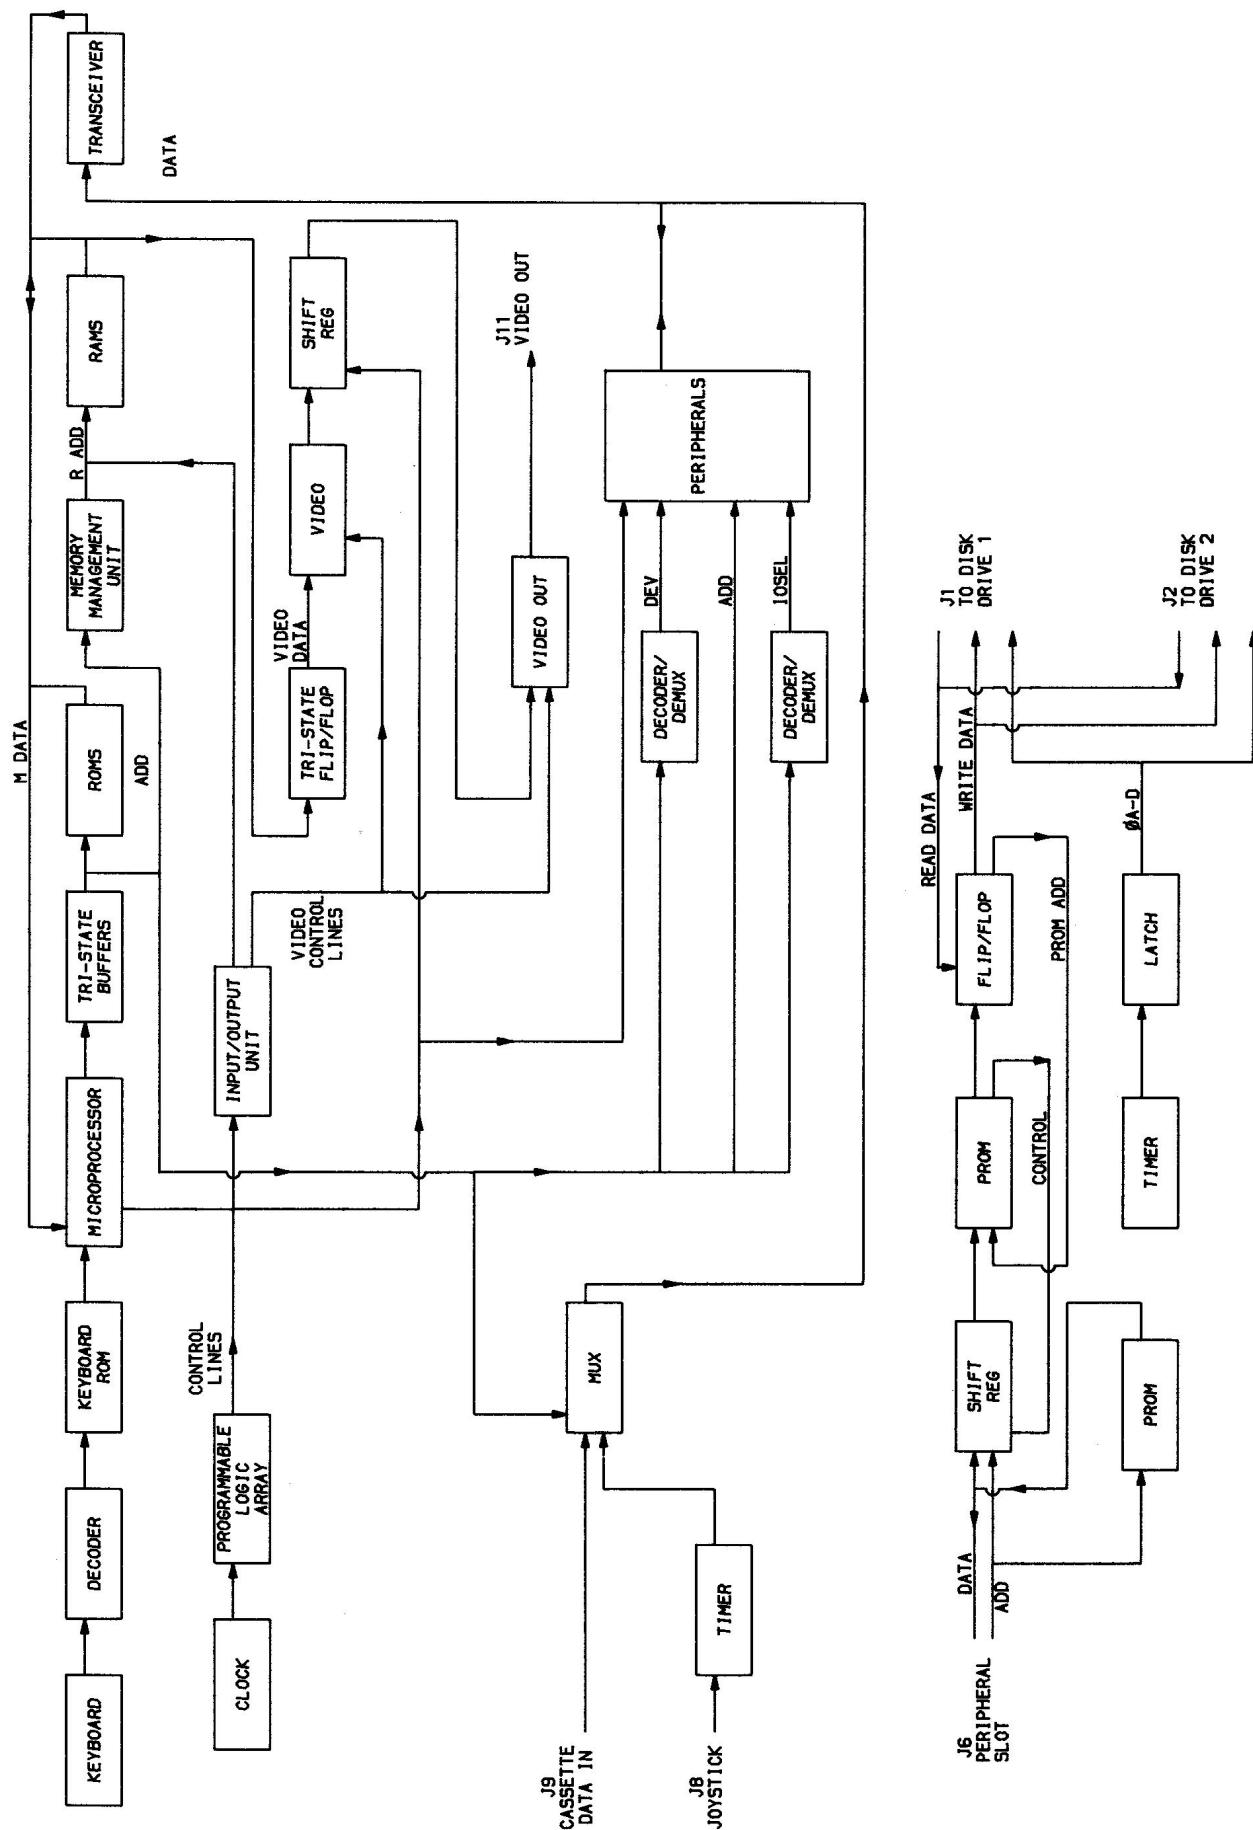 M DATA
KEYBOARD
DECODER
KEYBOARD
ROM
MICROPROCESSOR
TRI-STATE
BUFFERS
ROMS
MEMORY
MANAGEMENT
UNIT
R ADD
RAMS
TRANSCEIVER
ADD
DATA
CLOCK
PROGRAMMABLE
LOGIC
ARRAY
CONTROL
LINES
INPUT/OUTPUT
UNIT
VIDEO
CONTROL
LINES
TRI-STATE
FLIP/FLOP
VIDEO
DATA
VIDEO
SHIFT
REG
VIDEO OUT
J11
VIDEO OUT
J9
CASSETTE
DATA IN
MUX
J8
JOYSTICK
TIMER
DECODER/
DEMUX
DEV
ADD
DECODER/
DEMUX
IOSEL
PERIPHERALS
J6
PERIPHERAL
SLOT
DATA
ADD
SHIFT
REG
PROM
PROM
CONTROL
FLIP/FLOP
PROM ADD
READ DATA
WRITE DATA
TIMER
LATCH
ØA-D
J1
TO DISK
DRIVE 1
J2
TO DISK
DRIVE 2